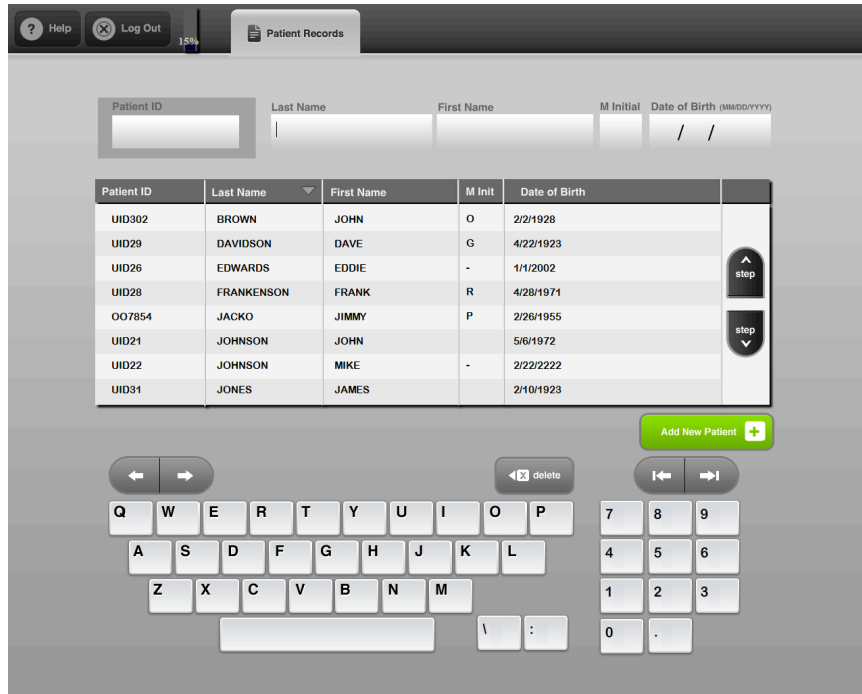 ? Help Log Out 15% Patient Records
Patient ID Last Name First Name M Initial Date of Birth (MM/DD/YYYY)
/ /
Patient ID Last Name First Name M Init Date of Birth
UID302 BROWN JOHN O 2/2/1928
UID29 DAVIDSON DAVE G 4/22/1923
UID26 EDWARDS EDDIE - 1/1/2002
UID28 FRANKENSON FRANK R 4/28/1971
OO7854 JACKO JIMMY P 2/26/1955
UID21 JOHNSON JOHN 5/6/1972
UID22 JOHNSON MIKE - 2/22/2222
UID31 JONES JAMES 2/10/1923
step
step
Add New Patient +
X delete
Q W E R T Y U I O P 7 8 9
A S D F G H J K L 4 5 6
Z X C V B N M 1 2 3
\ : 0 .